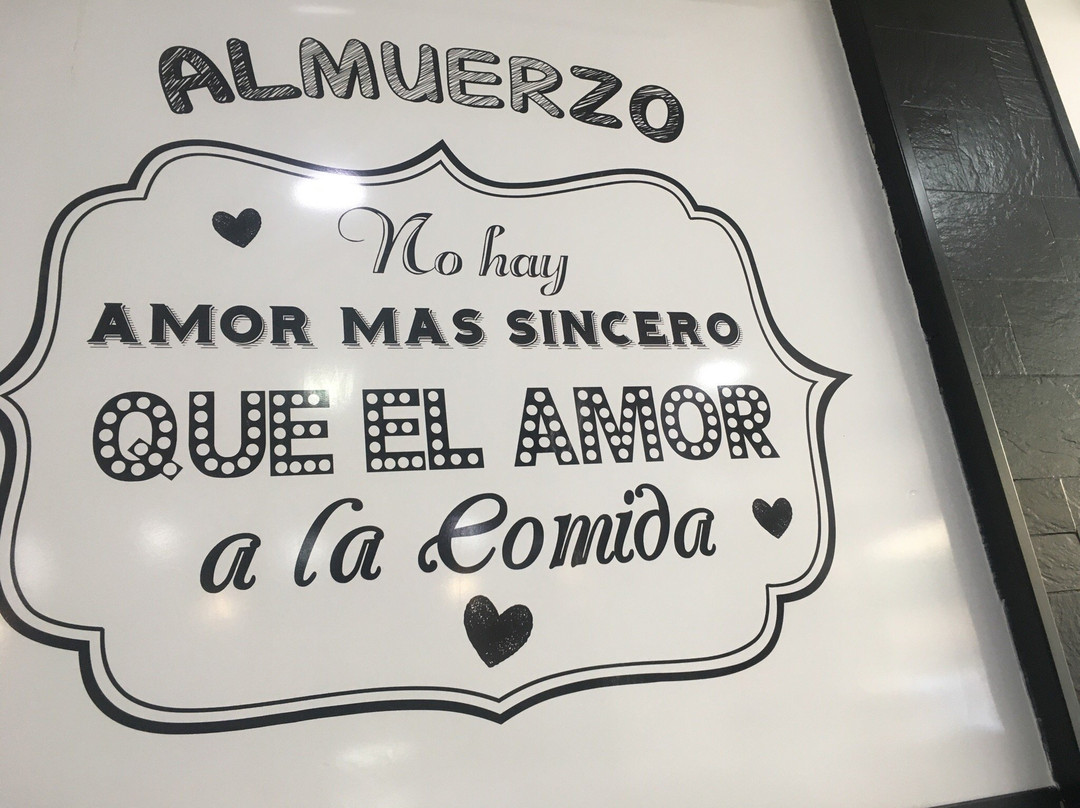 ALMUERZO
No hay
AMOR MAS SINCERO
QUE EL AMOR
a la Comida